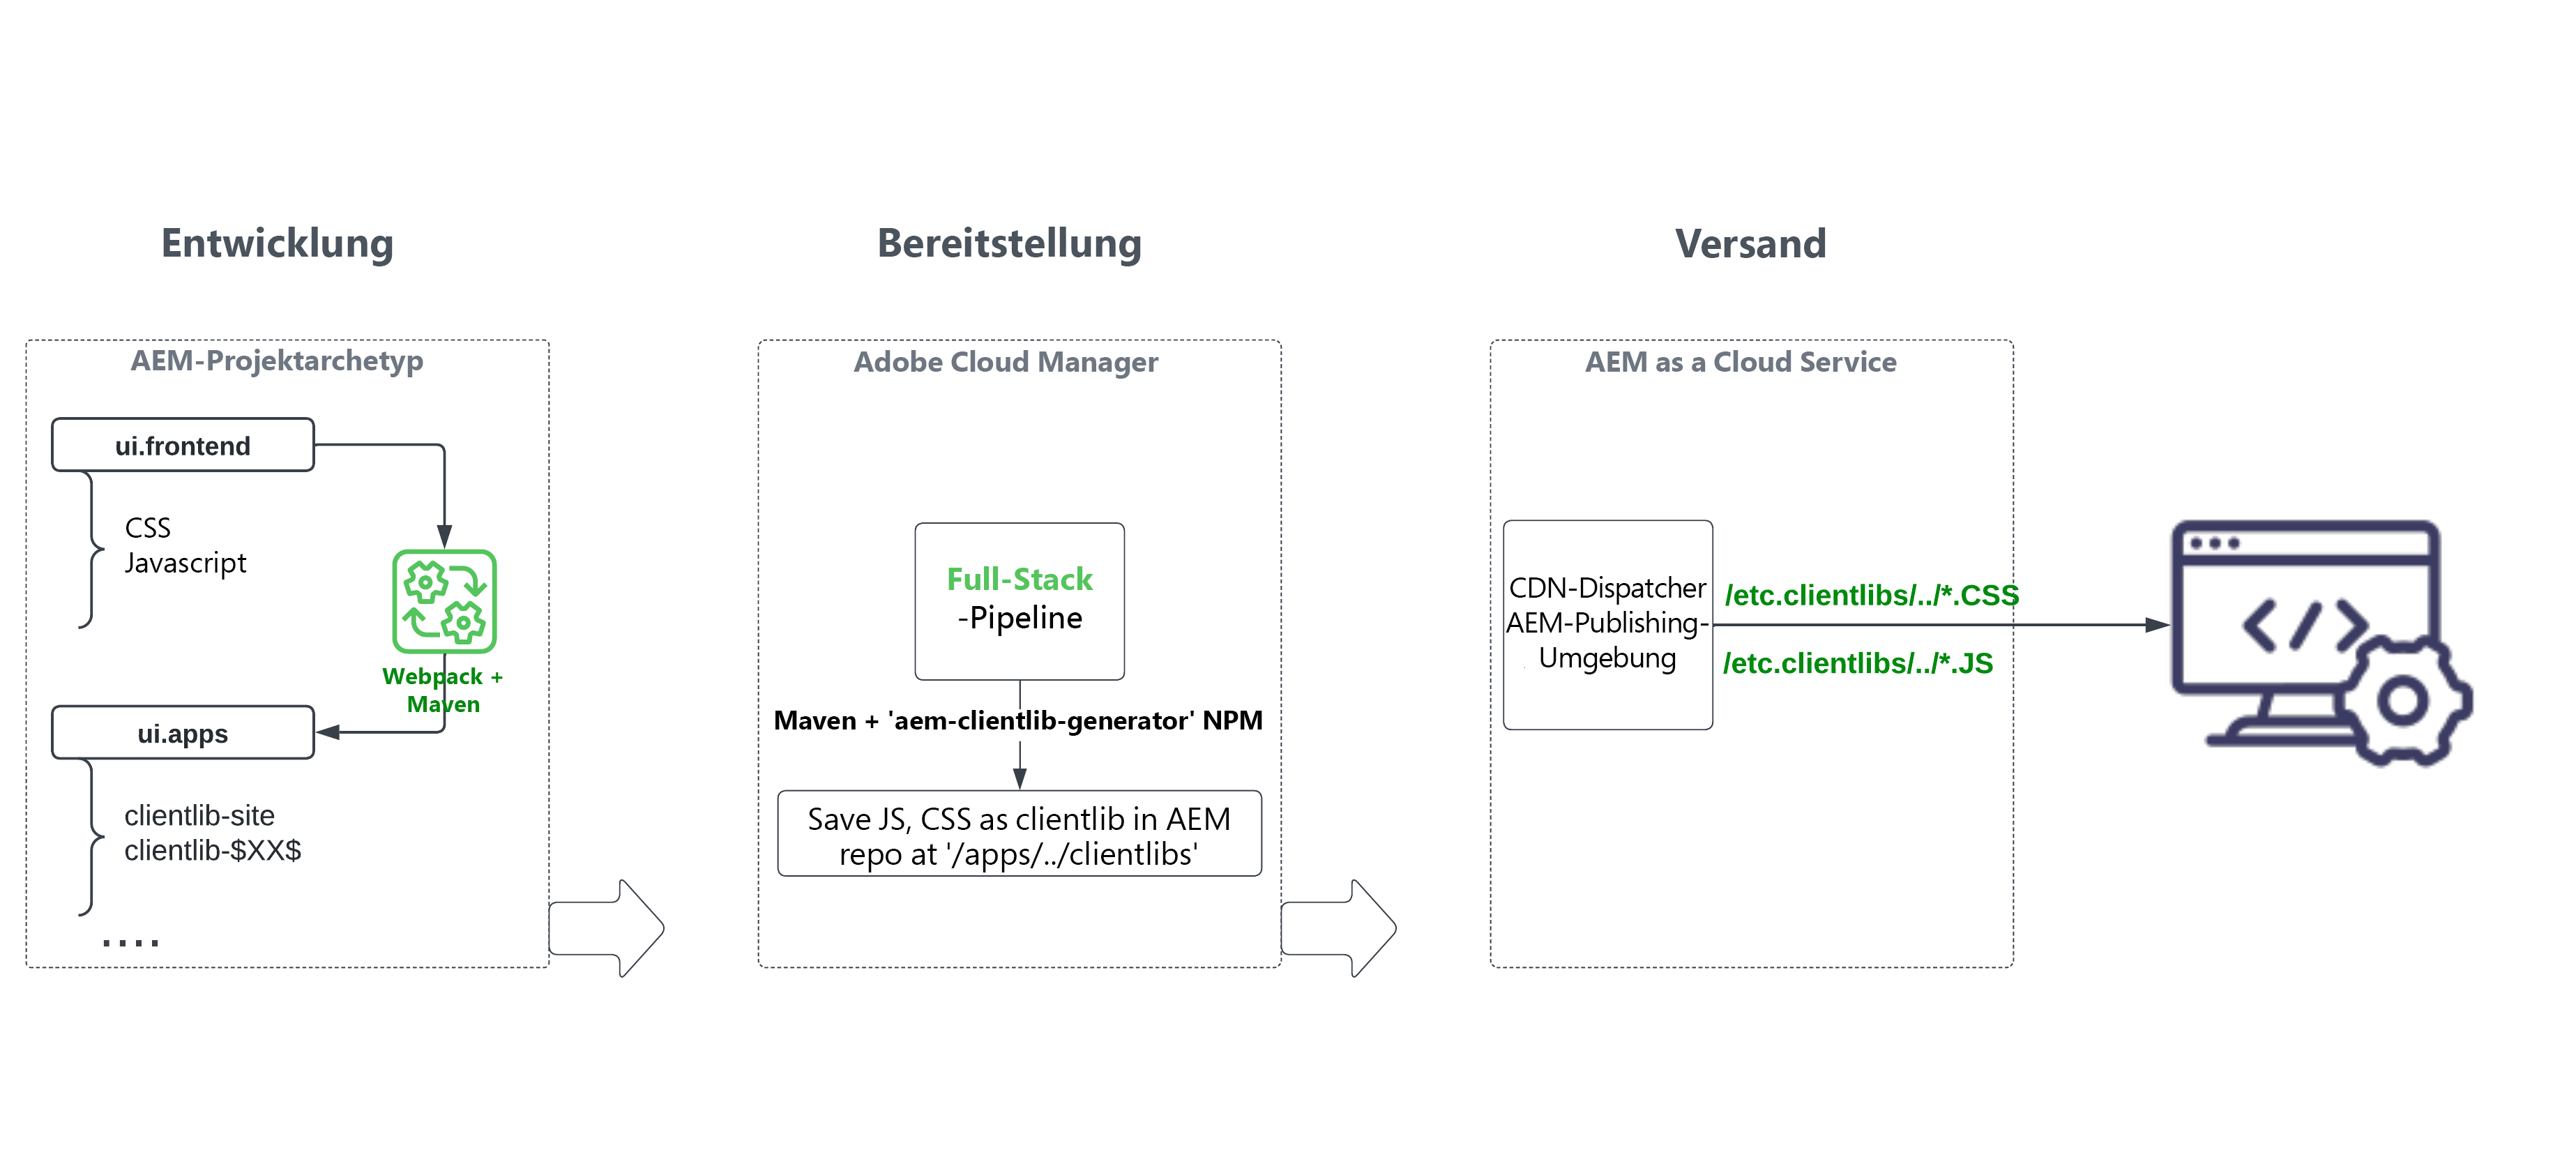 Entwicklung
AEM-Projektarchetyp
ui.frontend
CSS
Javascript
Webpack +
Maven
ui.apps
clientlib-site
clientlib-$XX$
....
Bereitstellung
Adobe Cloud Manager
Full-Stack
-Pipeline
Maven + 'aem-clientlib-generator' NPM
Save JS, CSS as clientlib in AEM
repo at '/apps/../clientlibs'
Versand
AEM as a Cloud Service
CDN-Dispatcher
AEM-Publishing-
Umgebung
/etc.clientlibs/../*.CSS
/etc.clientlibs/../*.JS